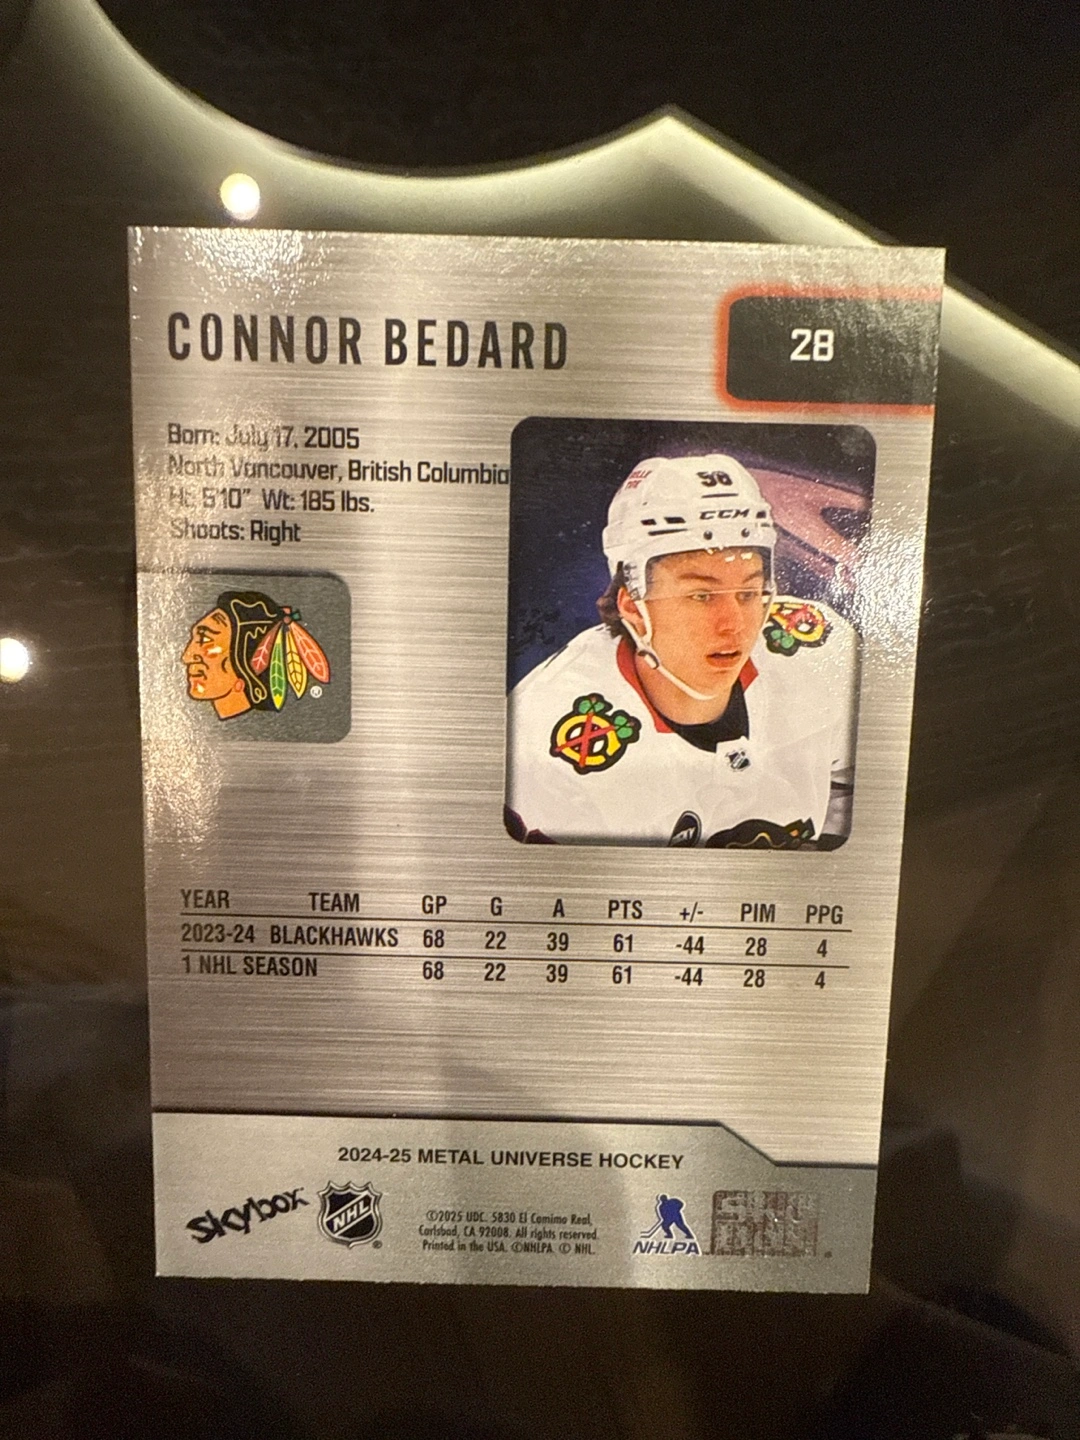 CONNOR BEDARD
28
Born: July 17, 2005
North Vancouver, British Columbia
Ht: 5'10" Wt: 185 lbs.
Shoots: Right
98
CCM
®
YEAR TEAM GP G A PTS +/- PIM PPG
2023-24 BLACKHAWKS 68 22 39 61 -44 28 4
1 NHL SEASON 68 22 39 61 -44 28 4
2024-25 METAL UNIVERSE HOCKEY
Skybox
NHL ®
©2025 UDC. 5830 El Camino Real,
Carlsbad, CA 92008. All rights reserved.
Printed in the USA. ©NHLPA. © NHL.
NHLPA